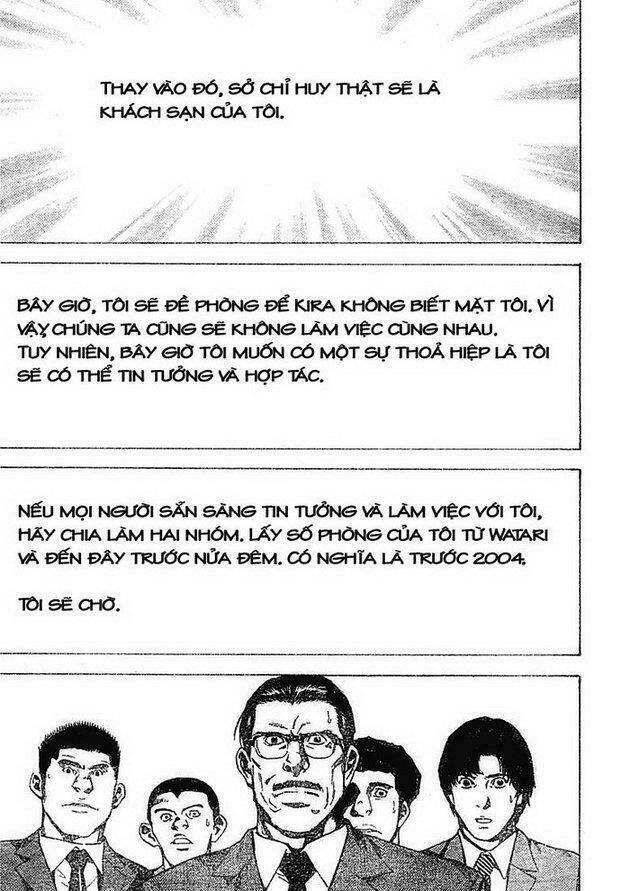 THAY VÀO ĐÓ, SỞ CHỈ HUY THẬT SẼ LÀ
KHÁCH SẠN CỦA TÔI.
BÂY GIỜ, TÔI SẼ ĐỀ PHÒNG ĐỂ KIRA KHÔNG BIẾT MẶT TÔI. VÌ
VẬY, CHÚNG TA CŨNG SẼ KHÔNG LÀM VIỆC CÙNG NHAU.
TUY NHIÊN, BÂY GIỜ TÔI MUỐN CÓ MỘT SỰ THOẢ HIỆP LÀ TÔI
SẼ CÓ THỂ TIN TƯỞNG VÀ HỢP TÁC.
NẾU MỌI NGƯỜI SẴN SÀNG TIN TƯỞNG VÀ LÀM VIỆC VỚI TÔI,
HÃY CHIA LÀM HAI NHÓM. LẤY SỐ PHÒNG CỦA TÔI TỪ WATARI
VÀ ĐẾN ĐÂY TRƯỚC NỬA ĐÊM. CÓ NGHĨA LÀ TRƯỚC 2004.
TÔI SẼ CHỜ.